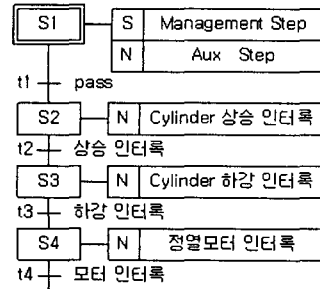 S1 S Management Step
N Aux Step
t1 pass
S2 N Cylinder 상승 인터록
t2 상승 인터록
S3 N Cylinder 하강 인터록
t3 하강 인터록
S4 N 정열모터 인터록
t4 모터 인터록